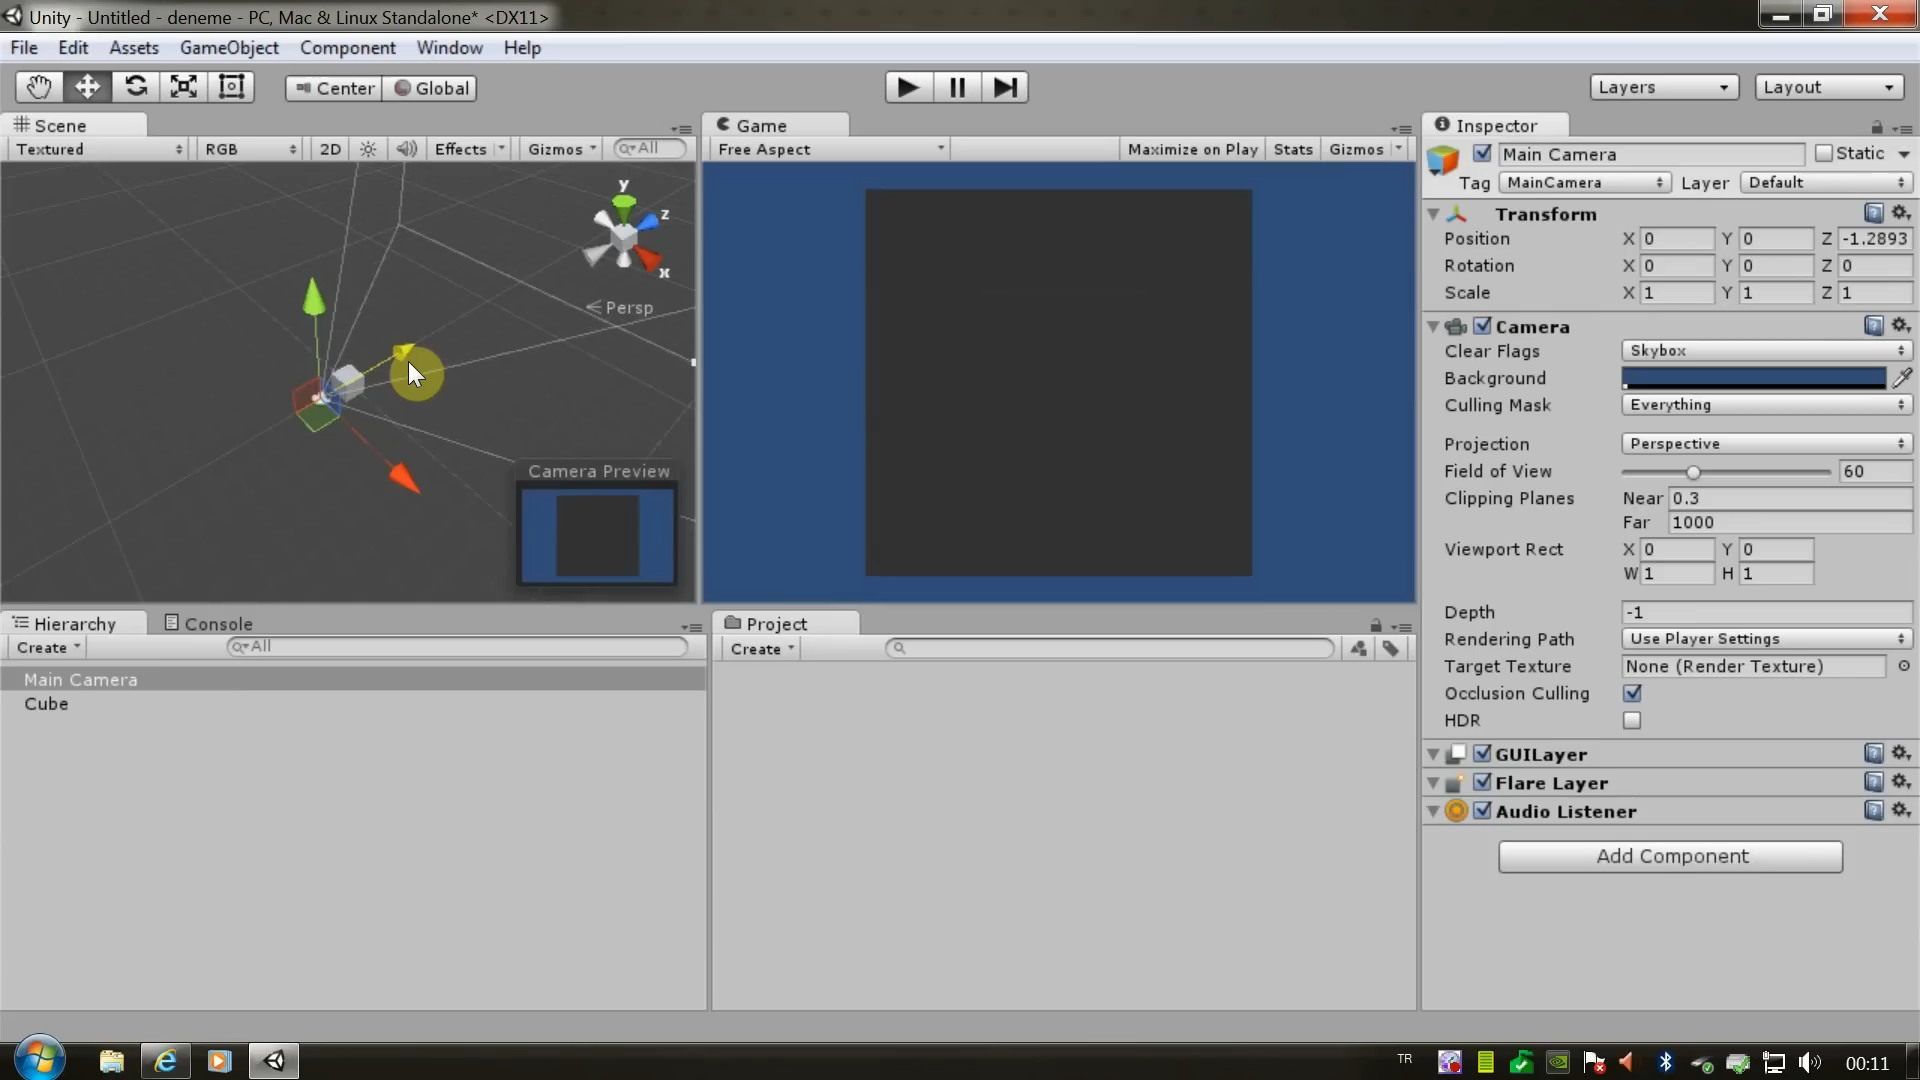 Unity - Untitled - deneme - PC, Mac & Linux Standalone* <DX11>
File Edit Assets GameObject Component Window Help
Center Global Layers Layout
Scene
Textured RGB 2D Effects Gizmos All
y
z
x
Persp
Camera Preview
Game
Free Aspect Maximize on Play Stats Gizmos
Inspector
Main Camera Static
Tag MainCamera Layer Default
Transform
Position X 0 Y 0 Z -1.2893
Rotation X 0 Y 0 Z 0
Scale X 1 Y 1 Z 1
Camera
Clear Flags Skybox
Background
Culling Mask Everything
Projection Perspective
Field of View 60
Clipping Planes Near 0.3
Far 1000
Viewport Rect X 0 Y 0
W 1 H 1
Depth -1
Rendering Path Use Player Settings
Target Texture None (Render Texture)
Occlusion Culling
HDR
GUILayer
Flare Layer
Audio Listener
Add Component
Hierarchy Console
Create All
Main Camera
Cube
Project
Create
TR 00:11